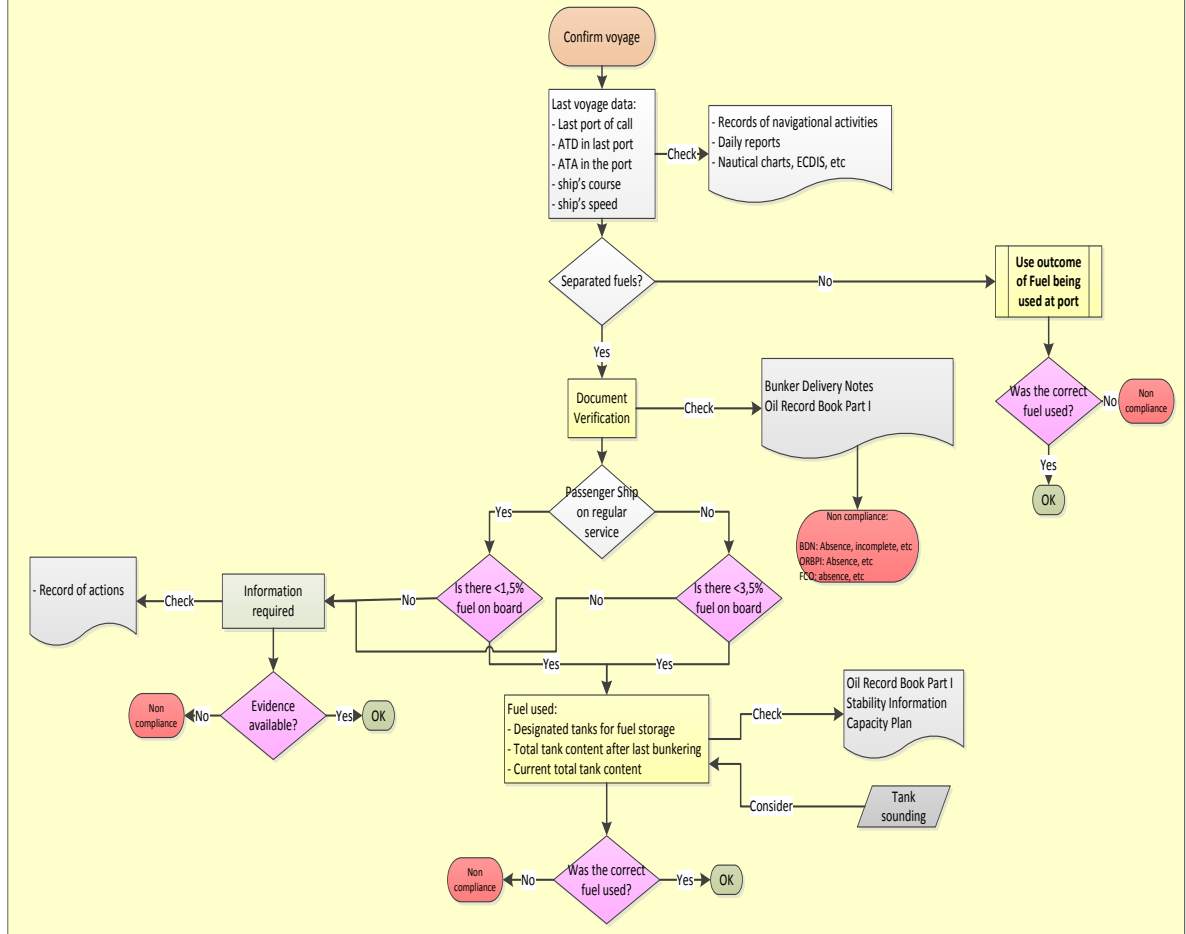 Confirm voyage
Last voyage data:
- Last port of call
- ATD in last port
- ATA in the port
- ship's course
- ship's speed
Check
- Records of navigational activities
- Daily reports
- Nautical charts, ECDIS, etc
Separated fuels?
No
Use outcome
of Fuel being
used at port
Yes
Was the correct
fuel used?
No
Non
compliance
Yes
OK
Document
Verification
Check
Bunker Delivery Notes
Oil Record Book Part I
Non compliance:
BDN: Absence, incomplete, etc
ORBPI: Absence, etc
FCO: absence, etc
Passenger Ship
on regular
service
Yes
No
Is there <1,5%
fuel on board
Is there <3,5%
fuel on board
No
No
Information
required
Check
- Record of actions
Evidence
available?
No
Non
compliance
Yes
OK
Yes
Yes
Fuel used:
- Designated tanks for fuel storage
- Total tank content after last bunkering
- Current total tank content
Check
Oil Record Book Part I
Stability Information
Capacity Plan
Consider
Tank
sounding
Was the correct
fuel used?
No
Non
compliance
Yes
OK